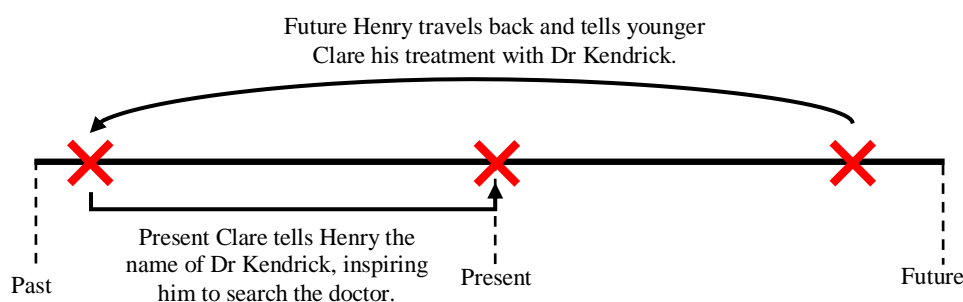 Future Henry travels back and tells younger
Clare his treatment with Dr Kendrick.
Present Clare tells Henry the
name of Dr Kendrick, inspiring
him to search the doctor.
Past
Present
Future